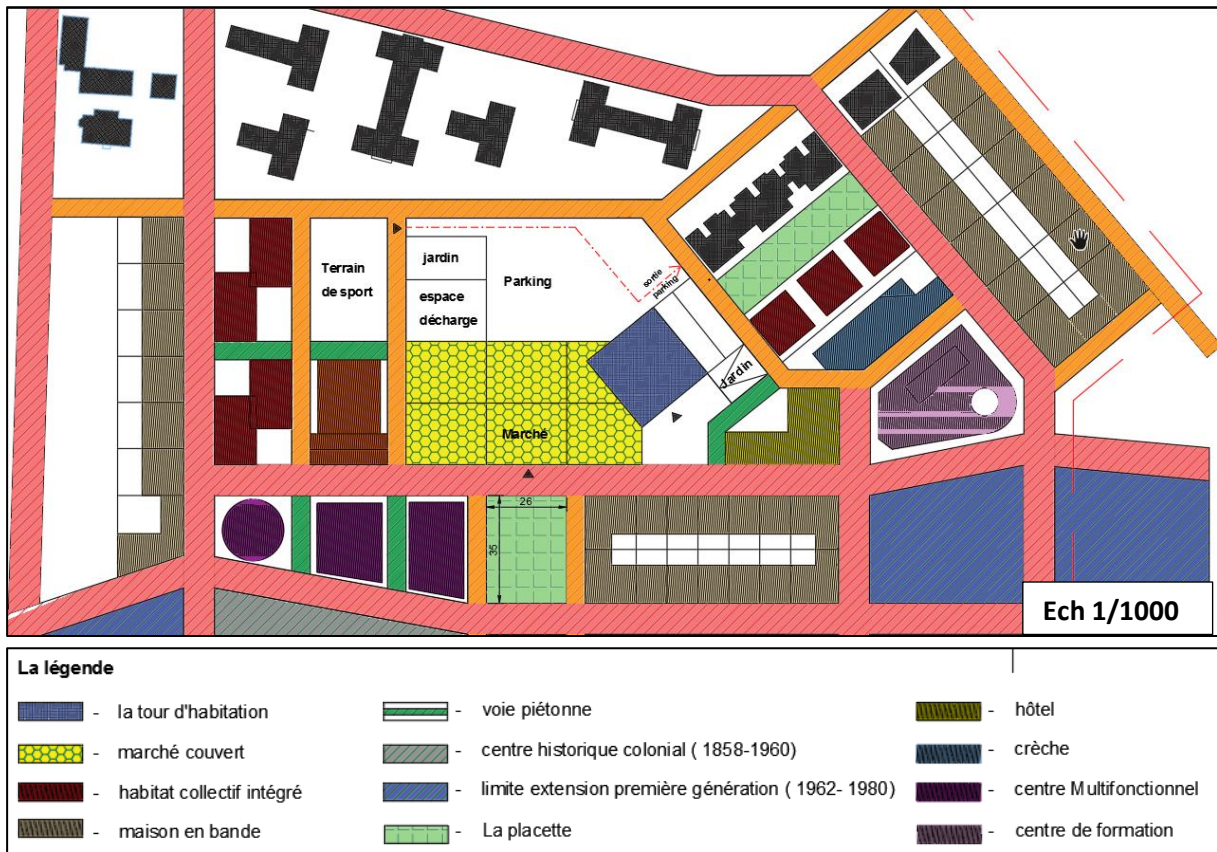 jardin
Parking
Terrain
de sport
espace
décharge
sortie
parking
Jardin
Marché
26
35
Ech 1/1000
La légende
- la tour d'habitation
- marché couvert
- habitat collectif intégré
- maison en bande
- voie piétonne
- centre historique colonial ( 1858-1960)
- limite extension première génération ( 1962- 1980)
- La placette
- hôtel
- crèche
- centre Multifonctionnel
- centre de formation